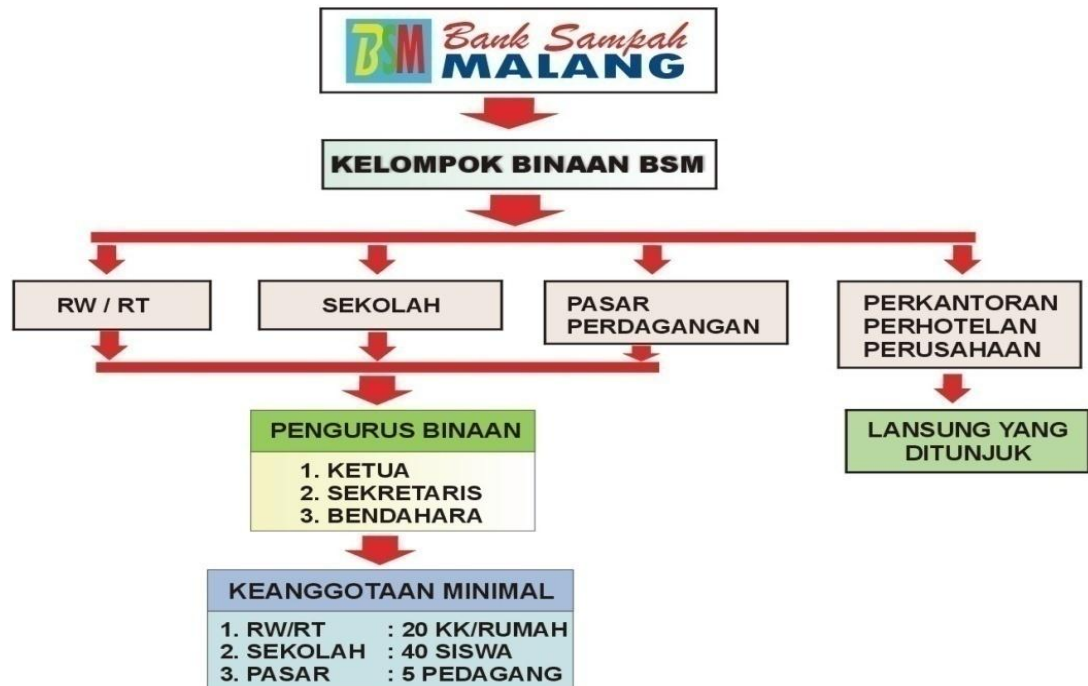 BSM Bank Sampah
MALANG
KELOMPOK BINAAN BSM
RW / RT
SEKOLAH
PASAR
PERDAGANGAN
PERKANTORAN
PERHOTELAN
PERUSAHAAN
LANSUNG YANG
DITUNJUK
PENGURUS BINAAN
1. KETUA
2. SEKRETARIS
3. BENDAHARA
KEANGGOTAAN MINIMAL
1. RW/RT : 20 KK/RUMAH
2. SEKOLAH : 40 SISWA
3. PASAR : 5 PEDAGANG